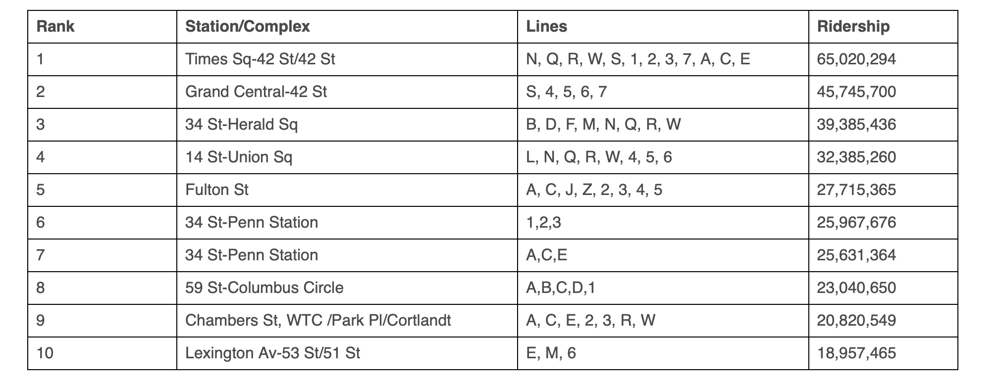 Rank Station/Complex Lines Ridership
1 Times Sq-42 St/42 St N, Q, R, W, S, 1, 2, 3, 7, A, C, E 65,020,294
2 Grand Central-42 St S, 4, 5, 6, 7 45,745,700
3 34 St-Herald Sq B, D, F, M, N, Q, R, W 39,385,436
4 14 St-Union Sq L, N, Q, R, W, 4, 5, 6 32,385,260
5 Fulton St A, C, J, Z, 2, 3, 4, 5 27,715,365
6 34 St-Penn Station 1,2,3 25,967,676
7 34 St-Penn Station A,C,E 25,631,364
8 59 St-Columbus Circle A,B,C,D,1 23,040,650
9 Chambers St, WTC /Park Pl/Cortlandt A, C, E, 2, 3, R, W 20,820,549
10 Lexington Av-53 St/51 St E, M, 6 18,957,465